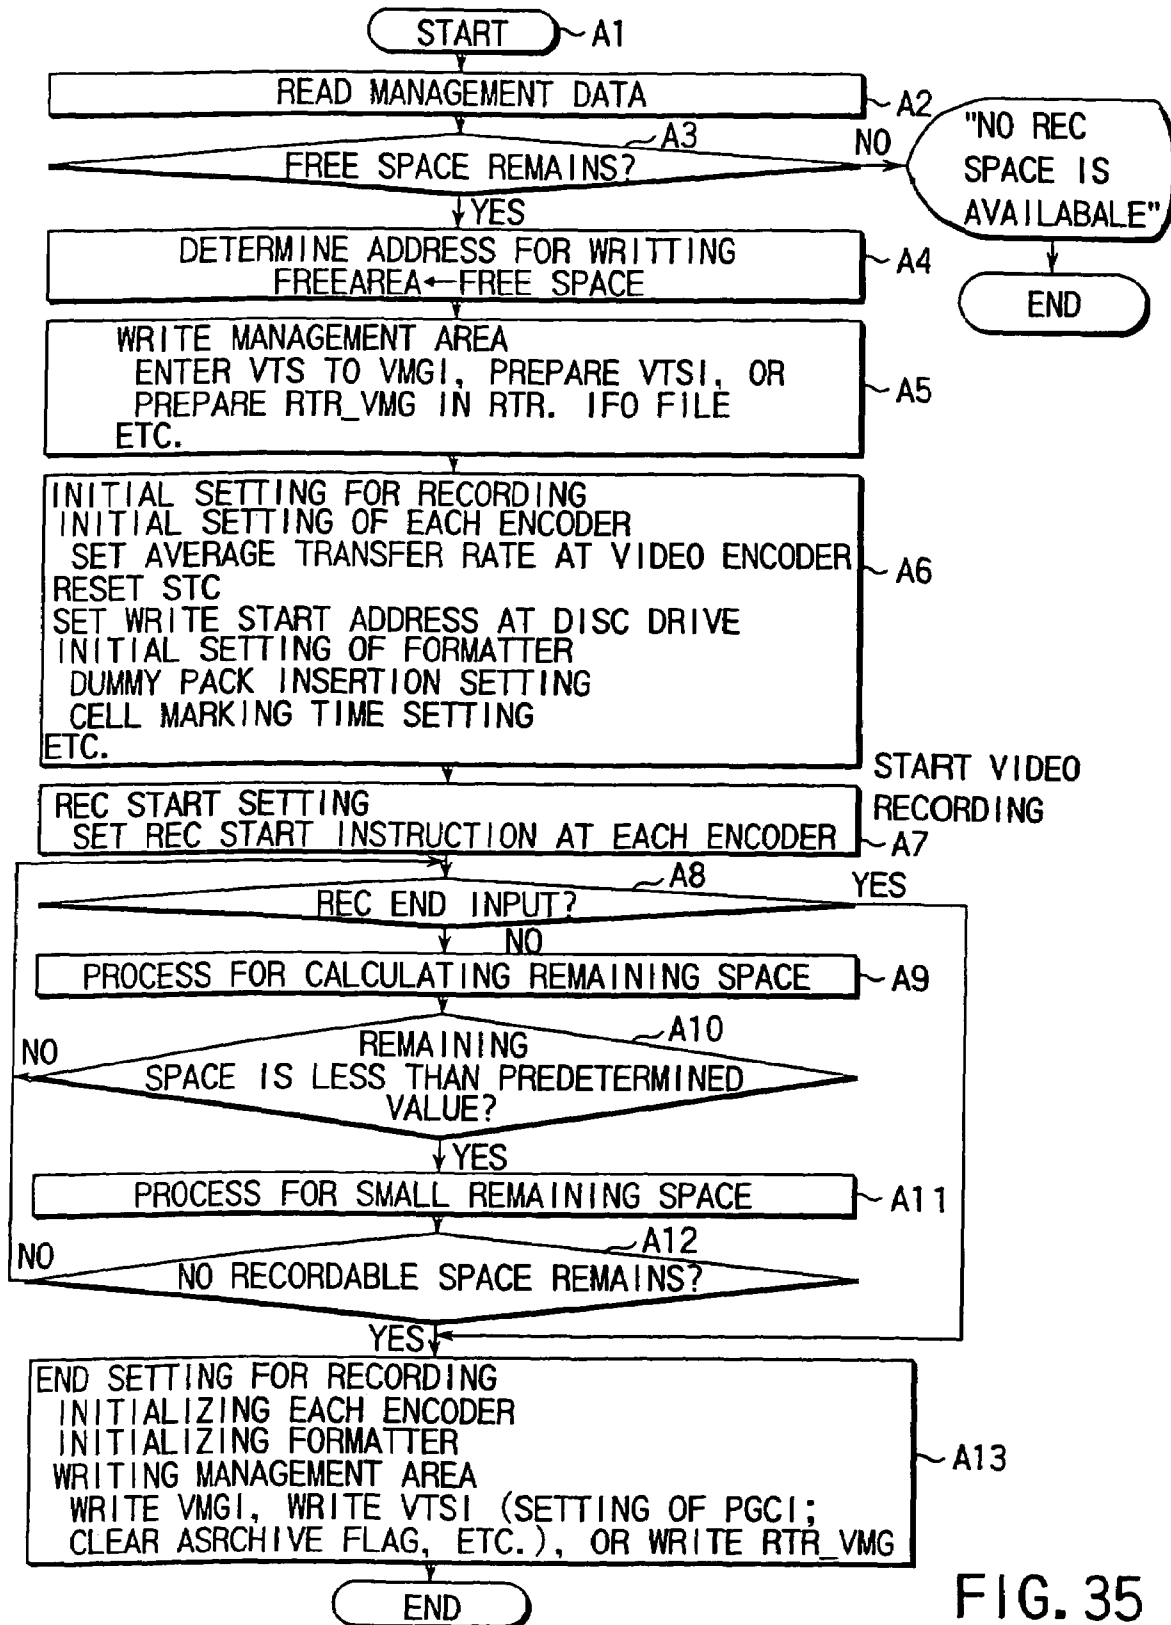 START
A1
READ MANAGEMENT DATA
A2
A3
FREE SPACE REMAINS?
NO
"NO REC
SPACE IS
AVAILABALE"
END
YES
DETERMINE ADDRESS FOR WRITTING
FREEAREA←FREE SPACE
A4
WRITE MANAGEMENT AREA
ENTER VTS TO VMGI, PREPARE VTSI, OR
PREPARE RTR_VMG IN RTR. IFO FILE
ETC.
A5
INITIAL SETTING FOR RECORDING
INITIAL SETTING OF EACH ENCODER
SET AVERAGE TRANSFER RATE AT VIDEO ENCODER
RESET STC
SET WRITE START ADDRESS AT DISC DRIVE
INITIAL SETTING OF FORMATTER
DUMMY PACK INSERTION SETTING
CELL MARKING TIME SETTING
ETC.
A6
START VIDEO
RECORDING
REC START SETTING
SET REC START INSTRUCTION AT EACH ENCODER
A7
A8
REC END INPUT?
YES
NO
PROCESS FOR CALCULATING REMAINING SPACE
A9
A10
REMAINING
SPACE IS LESS THAN PREDETERMINED
VALUE?
NO
YES
PROCESS FOR SMALL REMAINING SPACE
A11
A12
NO RECORDABLE SPACE REMAINS?
NO
YES
END SETTING FOR RECORDING
INITIALIZING EACH ENCODER
INITIALIZING FORMATTER
WRITING MANAGEMENT AREA
WRITE VMGI, WRITE VTSI (SETTING OF PGCI;
CLEAR ASRCHIVE FLAG, ETC.), OR WRITE RTR_VMG
A13
END
FIG. 35